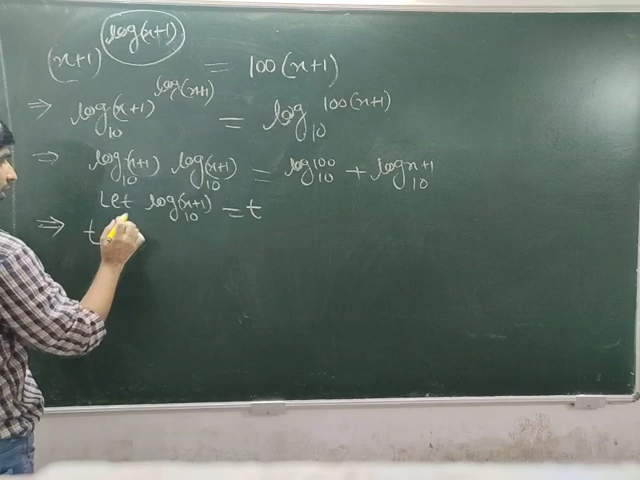 (x+1)^log(x+1) = 100(x+1)
⇒ log₁₀(x+1)^log(x+1) = log₁₀ 100(x+1)
⇒ log₁₀(x+1) log₁₀(x+1) = log₁₀ 100 + log₁₀ x+1
Let log₁₀(x+1) = t
⇒ t